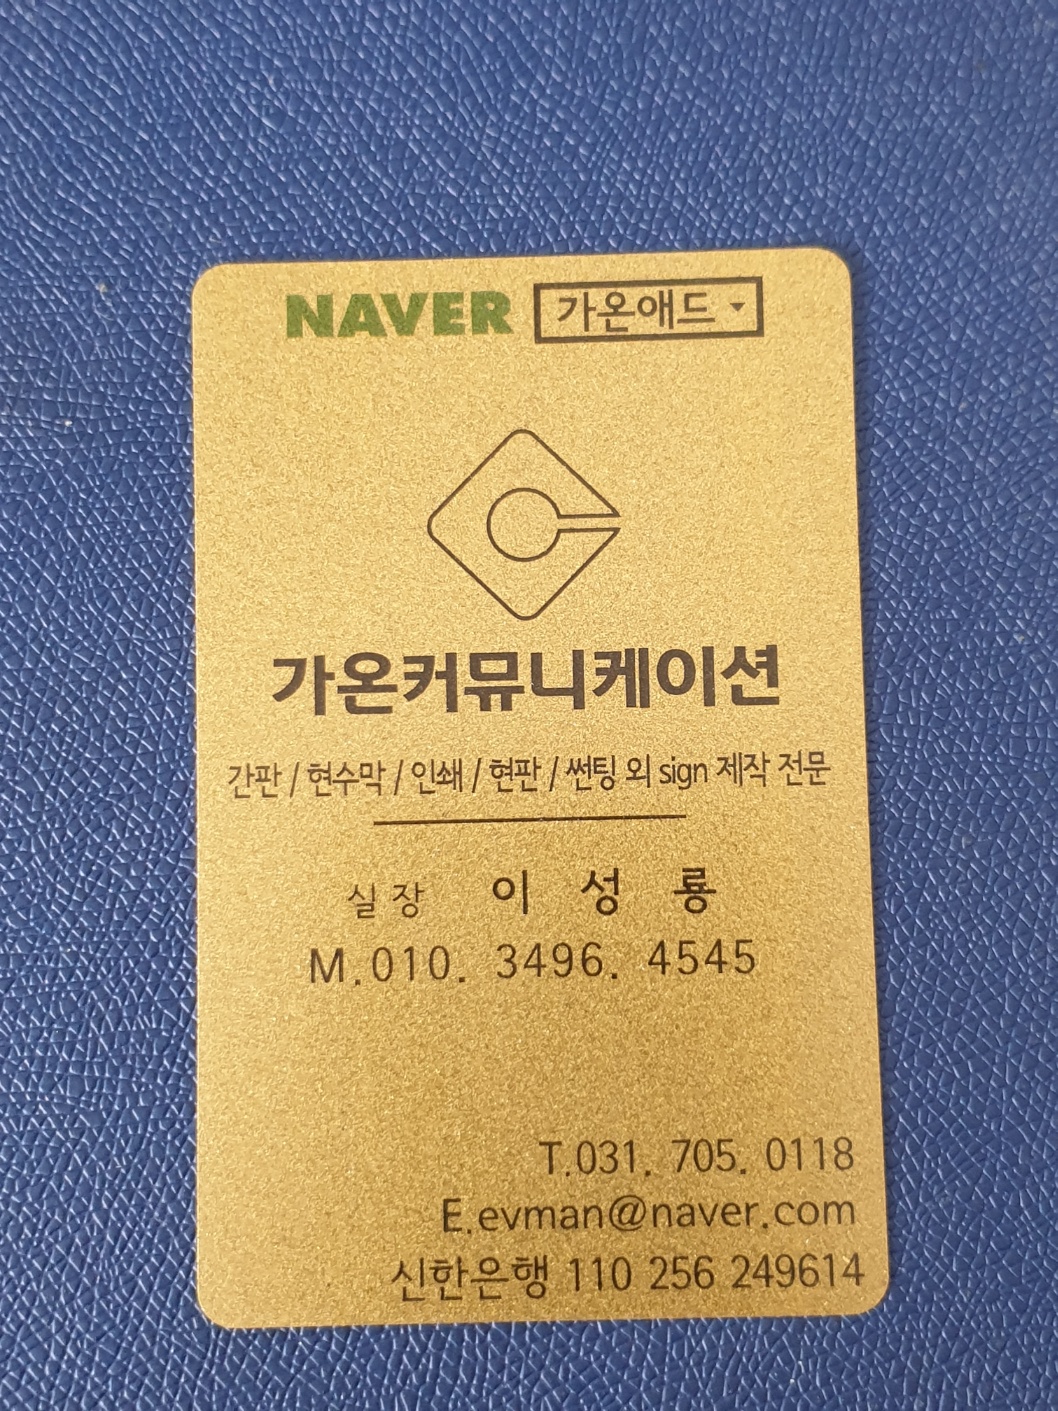 NAVER 가온애드
가온커뮤니케이션
간판 / 현수막 / 인쇄 / 현판 / 썬팅 외 sign 제작 전문
실 장 이 성 룡
M.010. 3496. 4545
T.031. 705. 0118
E.evman@naver.com
신한은행 110 256 249614